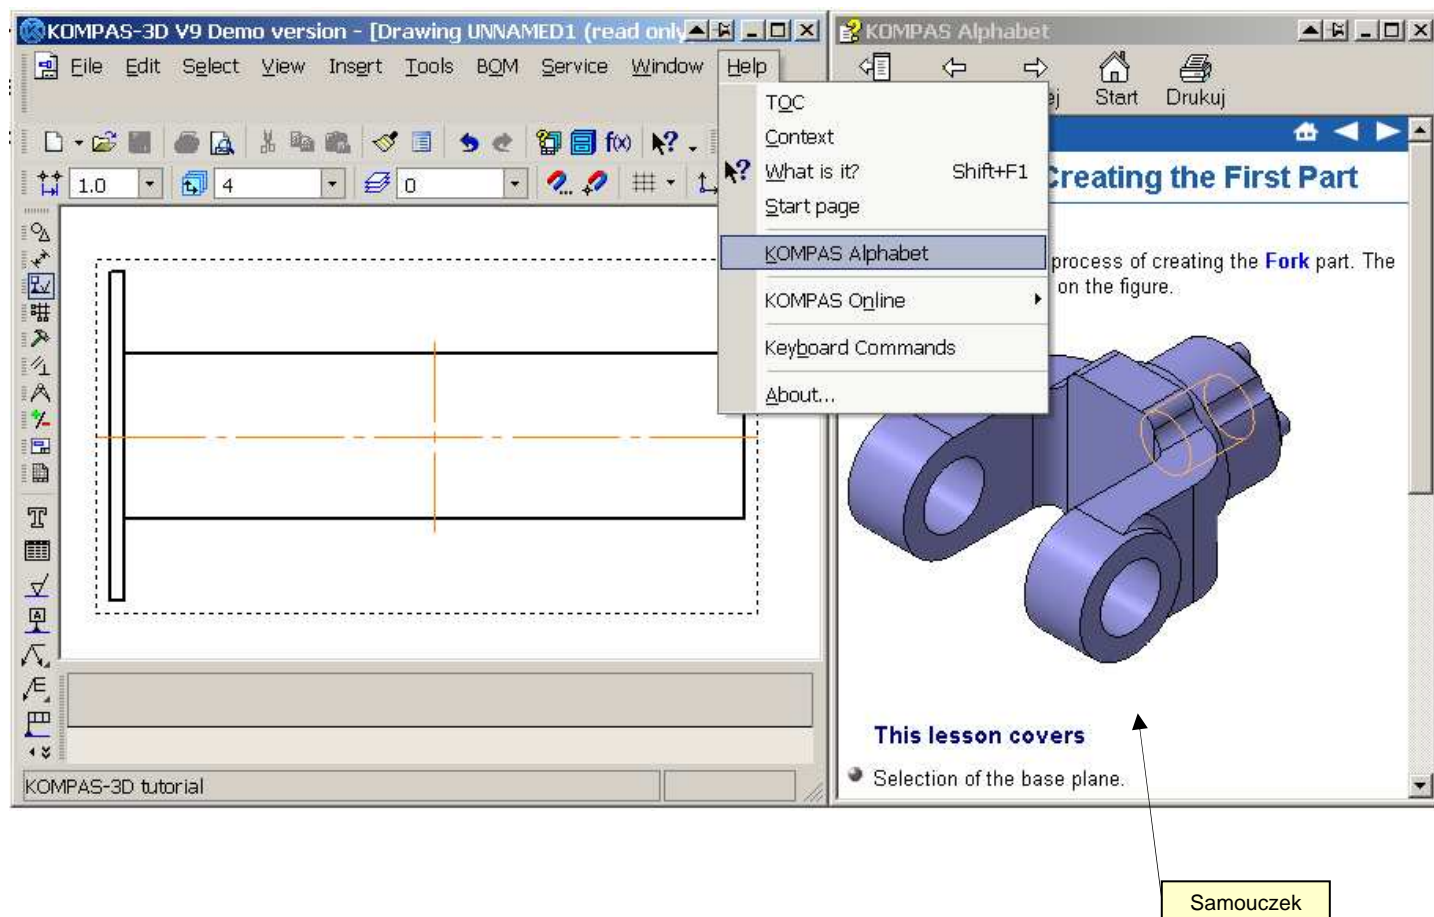 KOMPAS-3D V9 Demo version - [Drawing UNNAMED1 (read only
File Edit Select View Insert Tools BOM Service Window Help
1.0 4 0
f(x)
TOC
Context
What is it? Shift+F1
Start page
KOMPAS Alphabet
KOMPAS Online
Keyboard Commands
About...
KOMPAS-3D tutorial
KOMPAS Alphabet
Start Drukuj
Creating the First Part
process of creating the Fork part. The
on the figure.
This lesson covers
Selection of the base plane.
Samouczek